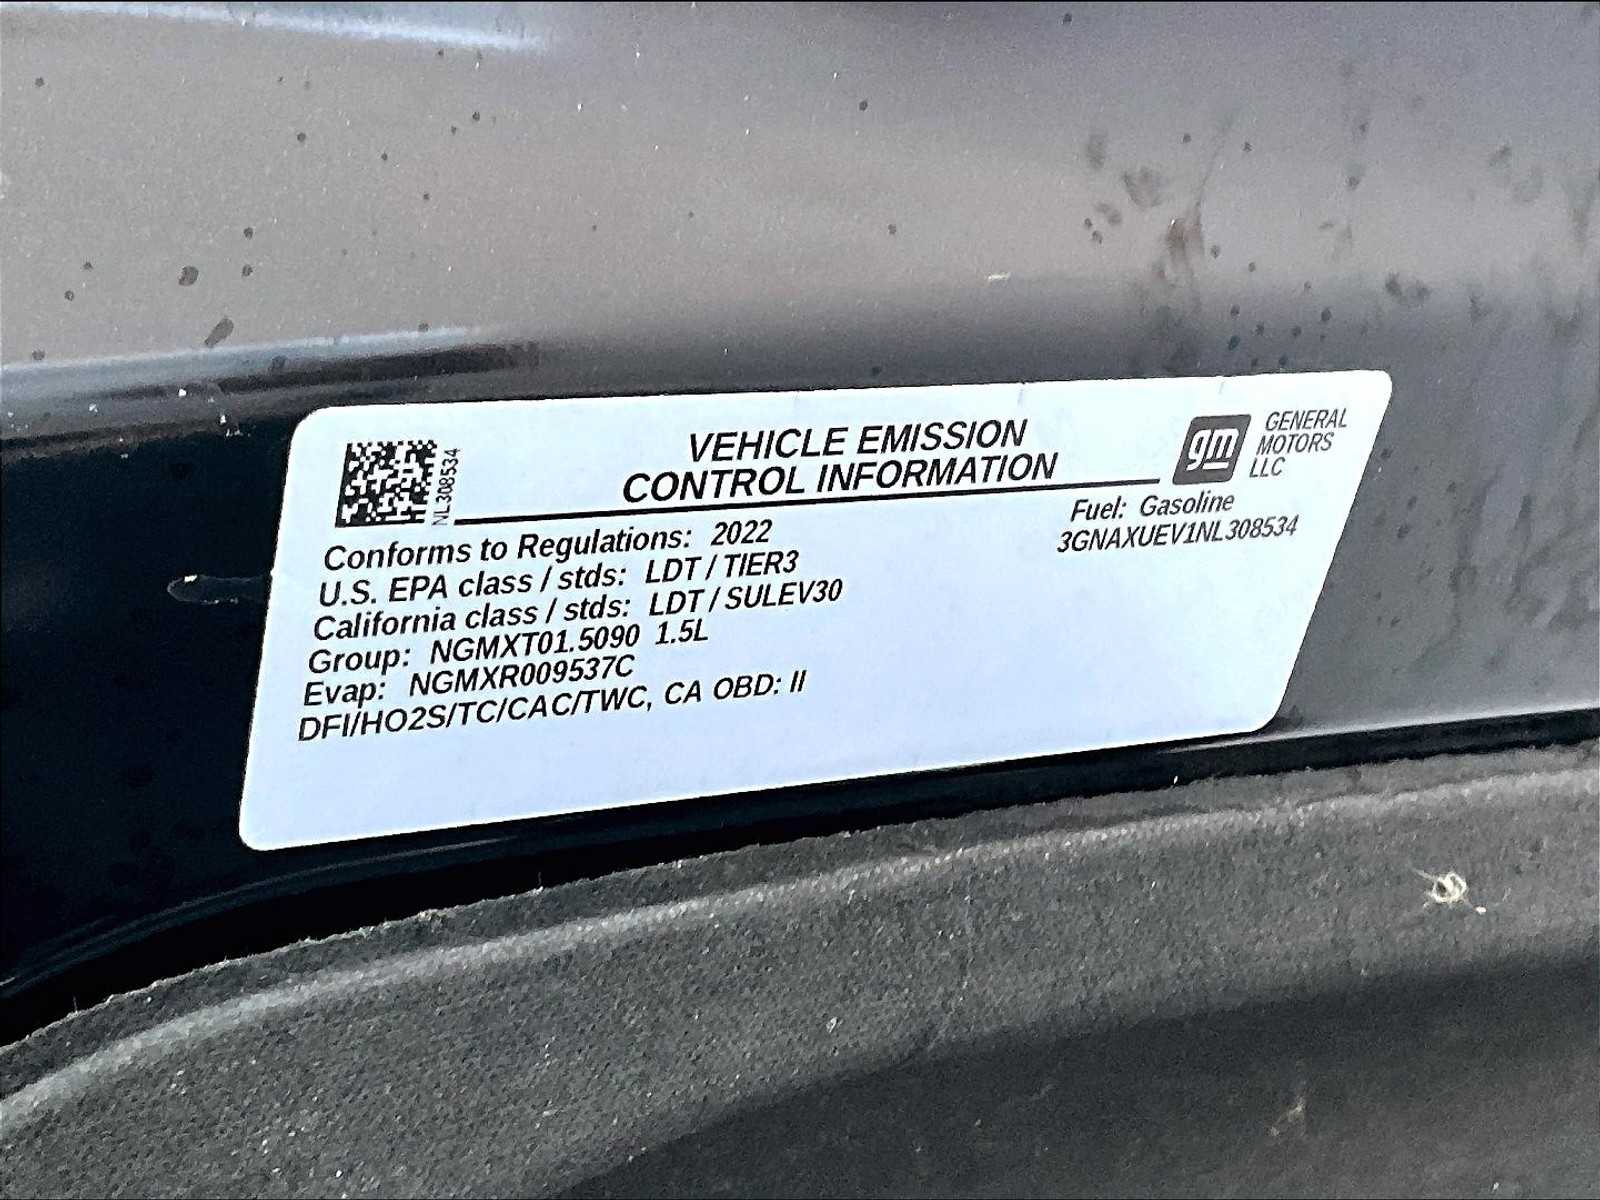 NL308534
VEHICLE EMISSION
CONTROL INFORMATION
gm
GENERAL
MOTORS
LLC
Fuel: Gasoline
3GNAXUEV1NL308534
Conforms to Regulations: 2022
U.S. EPA class / stds: LDT / TIER3
California class / stds: LDT / SULEV30
Group: NGMXT01.5090 1.5L
Evap: NGMXR009537C
DFI/HO2S/TC/CAC/TWC, CA OBD: II